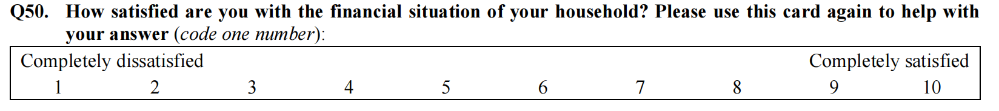 Q50. How satisfied are you with the financial situation of your household? Please use this card again to help with
your answer (code one number):
Completely dissatisfied Completely satisfied
1 2 3 4 5 6 7 8 9 10